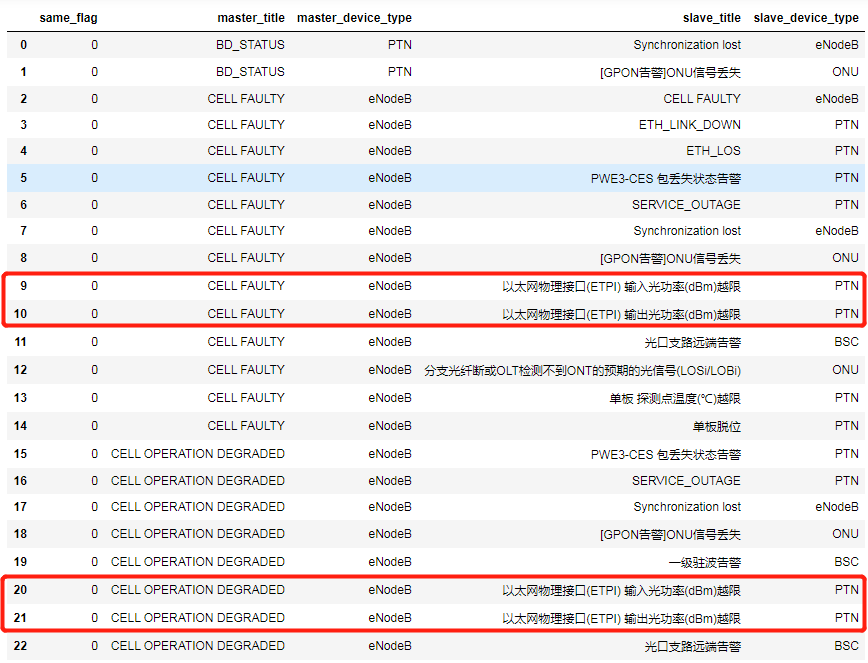 same_flag master_title master_device_type slave_title slave_device_type
0 0 BD_STATUS PTN Synchronization lost eNodeB
1 0 BD_STATUS PTN [GPON告警]ONU信号丢失 ONU
2 0 CELL FAULTY eNodeB CELL FAULTY eNodeB
3 0 CELL FAULTY eNodeB ETH_LINK_DOWN PTN
4 0 CELL FAULTY eNodeB ETH_LOS PTN
5 0 CELL FAULTY eNodeB PWE3-CES 包丢失状态告警 PTN
6 0 CELL FAULTY eNodeB SERVICE_OUTAGE PTN
7 0 CELL FAULTY eNodeB Synchronization lost eNodeB
8 0 CELL FAULTY eNodeB [GPON告警]ONU信号丢失 ONU
9 0 CELL FAULTY eNodeB 以太网物理接口(ETPI) 输入光功率(dBm)越限 PTN
10 0 CELL FAULTY eNodeB 以太网物理接口(ETPI) 输出光功率(dBm)越限 PTN
11 0 CELL FAULTY eNodeB 光口支路远端告警 BSC
12 0 CELL FAULTY eNodeB 分支光纤断或OLT检测不到ONT的预期的光信号(LOSi/LOBi) ONU
13 0 CELL FAULTY eNodeB 单板 探测点温度(℃)越限 PTN
14 0 CELL FAULTY eNodeB 单板脱位 PTN
15 0 CELL OPERATION DEGRADED eNodeB PWE3-CES 包丢失状态告警 PTN
16 0 CELL OPERATION DEGRADED eNodeB SERVICE_OUTAGE PTN
17 0 CELL OPERATION DEGRADED eNodeB Synchronization lost eNodeB
18 0 CELL OPERATION DEGRADED eNodeB [GPON告警]ONU信号丢失 ONU
19 0 CELL OPERATION DEGRADED eNodeB 一级驻波告警 BSC
20 0 CELL OPERATION DEGRADED eNodeB 以太网物理接口(ETPI) 输入光功率(dBm)越限 PTN
21 0 CELL OPERATION DEGRADED eNodeB 以太网物理接口(ETPI) 输出光功率(dBm)越限 PTN
22 0 CELL OPERATION DEGRADED eNodeB 光口支路远端告警 BSC